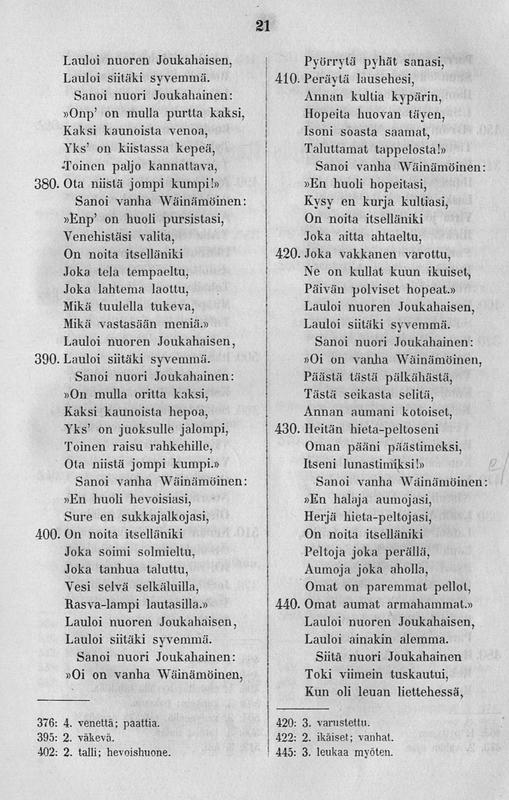 21
Lauloi nuoren Joukahaisen,
Lauloi siitäki syvemmä.
Sanoi nuori Joukahainen:
»Onp' on mulla purtta kaksi,
Kaksi kaunoista venoa,
Yks' on kiistassa kepeä,
Toinen paljo kannattava,
380. Ota niistä jompi kumpi!»
Sanoi vanha Wäinämöinen:
»Enp' on huoli pursistasi,
Venehistäsi valita,
On noita itselläniki
Joka tela tempaeltu,
Joka lahtema laottu,
Mikä tuulella tukeva,
Mikä vastasään meniä.»
Lauloi nuoren Joukahaisen,
390. Lauloi siitäki syvemmä.
Sanoi nuori Joukahainen:
»On mulla oritta kaksi,
Kaksi kaunoista hepoa,
Yks' on juoksulle jalompi,
Toinen raisu rahkehille,
Ota niistä jompi kumpi.»
Sanoi vanha Wäinämöinen:
»En huoli hevoisiasi,
Sure en sukkajalkojasi,
400. On noita itselläniki
Joka soimi solmieltu,
Joka tanhua taluttu,
Vesi selvä selkäluilla,
Rasva-lampi lautasilla.»
Lauloi nuoren Joukahaisen,
Lauloi siitäki syvemmä.
Sanoi nuori Joukahainen:
»Oi on vanha Wäinämöinen,
376: 4. venettä; paattia.
395: 2. väkevä.
402: 2. talli; hevoishuone.
Pyörrytä pyhät sanasi,
410. Peräytä lausehesi,
Annan kultia kypärin,
Hopeita huovan täyen,
Isoni soasta saamat,
Taluttamat tappelosta!»
Sanoi vanha Wäinämöinen:
»En huoli hopeitasi,
Kysy en kurja kultiasi,
On noita itselläniki
Joka aitta ahtaeltu,
420. Joka vakkanen varottu,
Ne on kullat kuun ikuiset,
Päivän polviset hopeat.»
Lauloi nuoren Joukahaisen,
Lauloi siitäki syvemmä.
Sanoi nuori Joukahainen:
»Oi on vanha Wäinämöinen,
Päästä tästä pälkähästä,
Tästä seikasta selitä,
Annan aumani kotoiset,
430. Heitän hieta-peltoseni
Oman pääni päästimeksi,
Itseni lunastimiksi!»
Sanoi vanha Wäinämöinen:
»En halaja aumojasi,
Herjä hieta-peltojasi,
On noita itselläniki
Peltoja joka perällä,
Aumoja joka aholla,
Omat on paremmat pellot,
440. Omat aumat armahammat.»
Lauloi nuoren Joukahaisen,
Lauloi ainakin alemma.
Siitä nuori Joukahainen
Toki viimein tuskautui,
Kun oli leuan liettehessä,
420: 3. varustettu.
422: 2. ikäiset; vanhat.
445: 3. leukaa myöten.